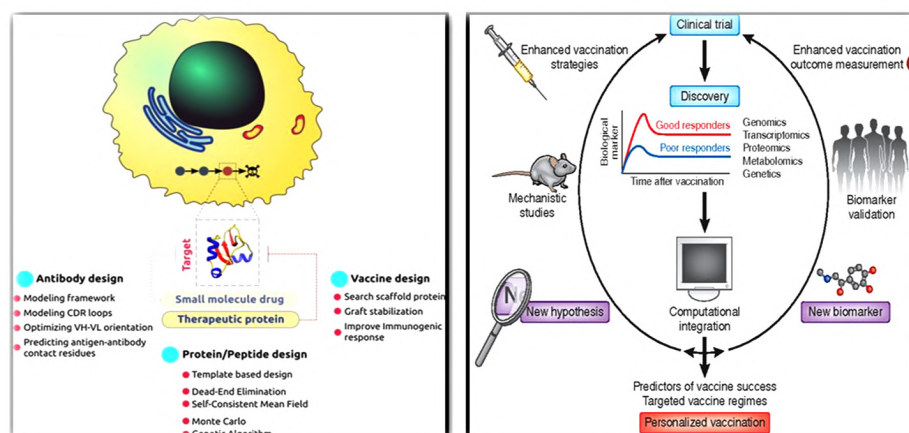 Target
Small molecule drug
Therapeutic protein
Antibody design
Modeling framework
Modeling CDR loops
Optimizing VH-VL orientation
Predicting antigen-antibody
contact residues
Vaccine design
Search scaffold protein
Graft stabilization
Improve Immunogenic
response
Protein/Peptide design
Template based design
Dead-End Elimination
Self-Consistent Mean Field
Monte Carlo
Genetic Algorithm
Clinical trial
Enhanced vaccination
strategies
Enhanced vaccination
outcome measurement
Discovery
Biological
marker
Good responders
Poor responders
Time after vaccination
Genomics
Transcriptomics
Proteomics
Metabolomics
Genetics
Mechanistic
studies
Biomarker
validation
N
New hypothesis
Computational
integration
New biomarker
Predictors of vaccine success
Targeted vaccine regimes
Personalized vaccination